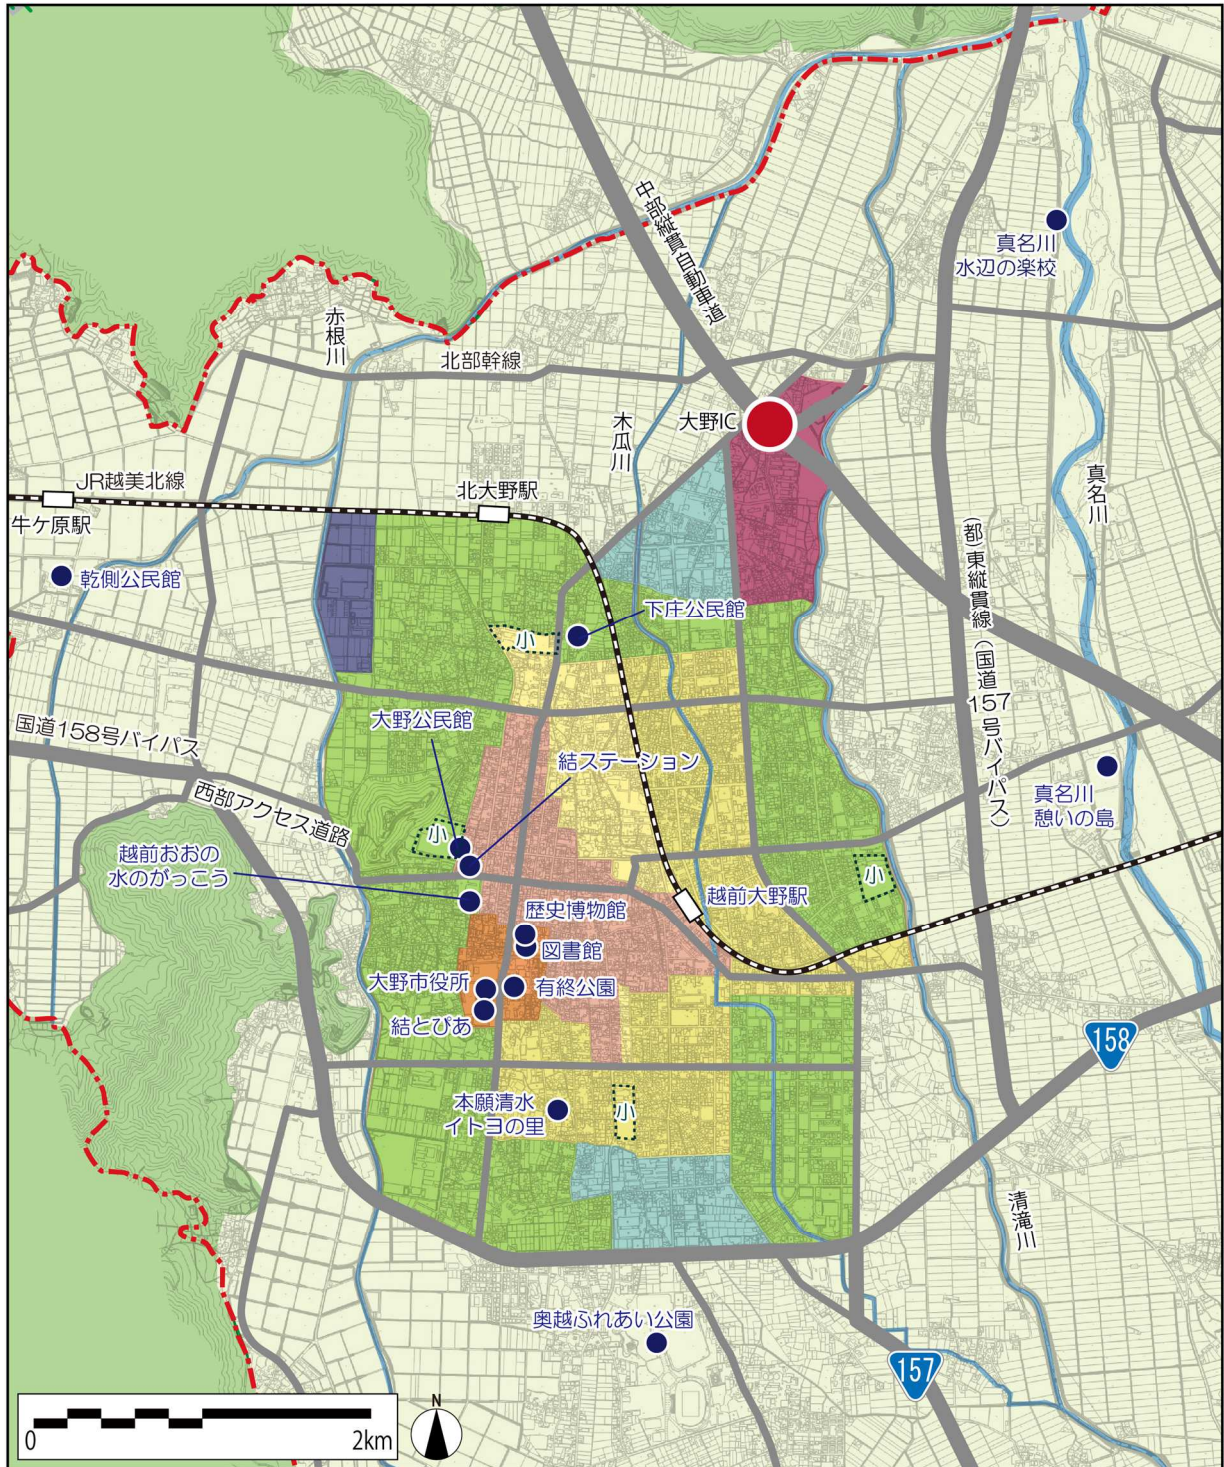 中部縦貫自動車道
真名川
水辺の楽校
赤根川
北部幹線
木瓜川
大野IC
JR越美北線
北大野駅
牛ケ原駅
真名川
(都)東縦貫線(国道157号バイパス)
乾側公民館
下庄公民館
小
大野公民館
国道158号バイパス
結ステーション
西部アクセス道路
真名川
憩いの島
小
越前おおの
水のがっこう
小
越前大野駅
歴史博物館
図書館
大野市役所
有終公園
結とぴあ
158
本願清水
イトヨの里
小
清滝川
奥越ふれあい公園
157
N
0
2km